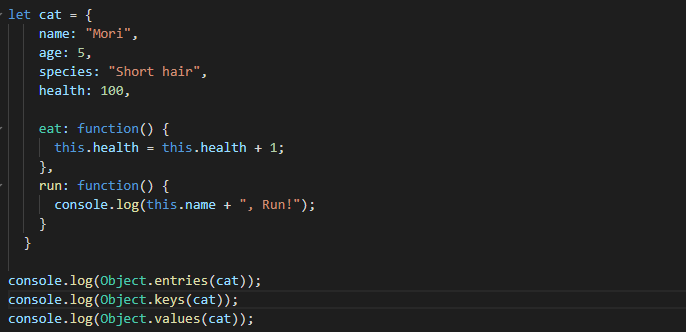 let cat = {
    name: "Mori",
    age: 5,
    species: "Short hair",
    health: 100,

    eat: function() {
      this.health = this.health + 1;
    },
    run: function() {
      console.log(this.name + ", Run!");
    }
  }

console.log(Object.entries(cat));
console.log(Object.keys(cat));
console.log(Object.values(cat));